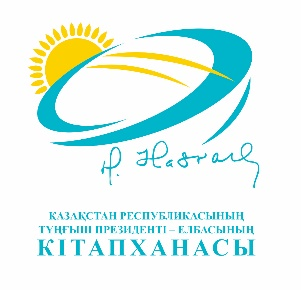 ҚАЗАҚСТАН РЕСПУБЛИКАСЫНЫҢ
ТҰҢҒЫШ ПРЕЗИДЕНТІ – ЕЛБАСЫНЫҢ
КІТАПХАНАСЫ